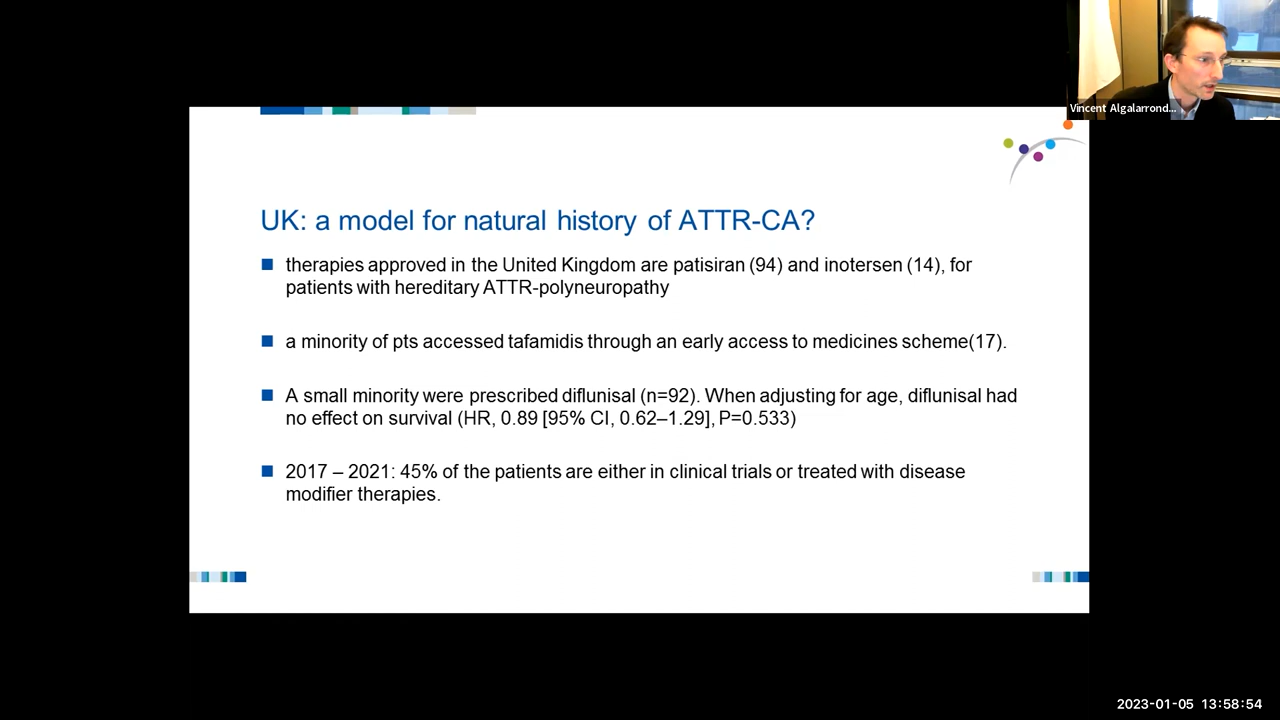 Vincent Algalarrond...
UK: a model for natural history of ATTR-CA?
therapies approved in the United Kingdom are patisiran (94) and inotersen (14), for
patients with hereditary ATTR-polyneuropathy
a minority of pts accessed tafamidis through an early access to medicines scheme(17).
A small minority were prescribed diflunisal (n=92). When adjusting for age, diflunisal had
no effect on survival (HR, 0.89 [95% CI, 0.62–1.29], P=0.533)
2017 – 2021: 45% of the patients are either in clinical trials or treated with disease
modifier therapies.
2023-01-05 13:58:54